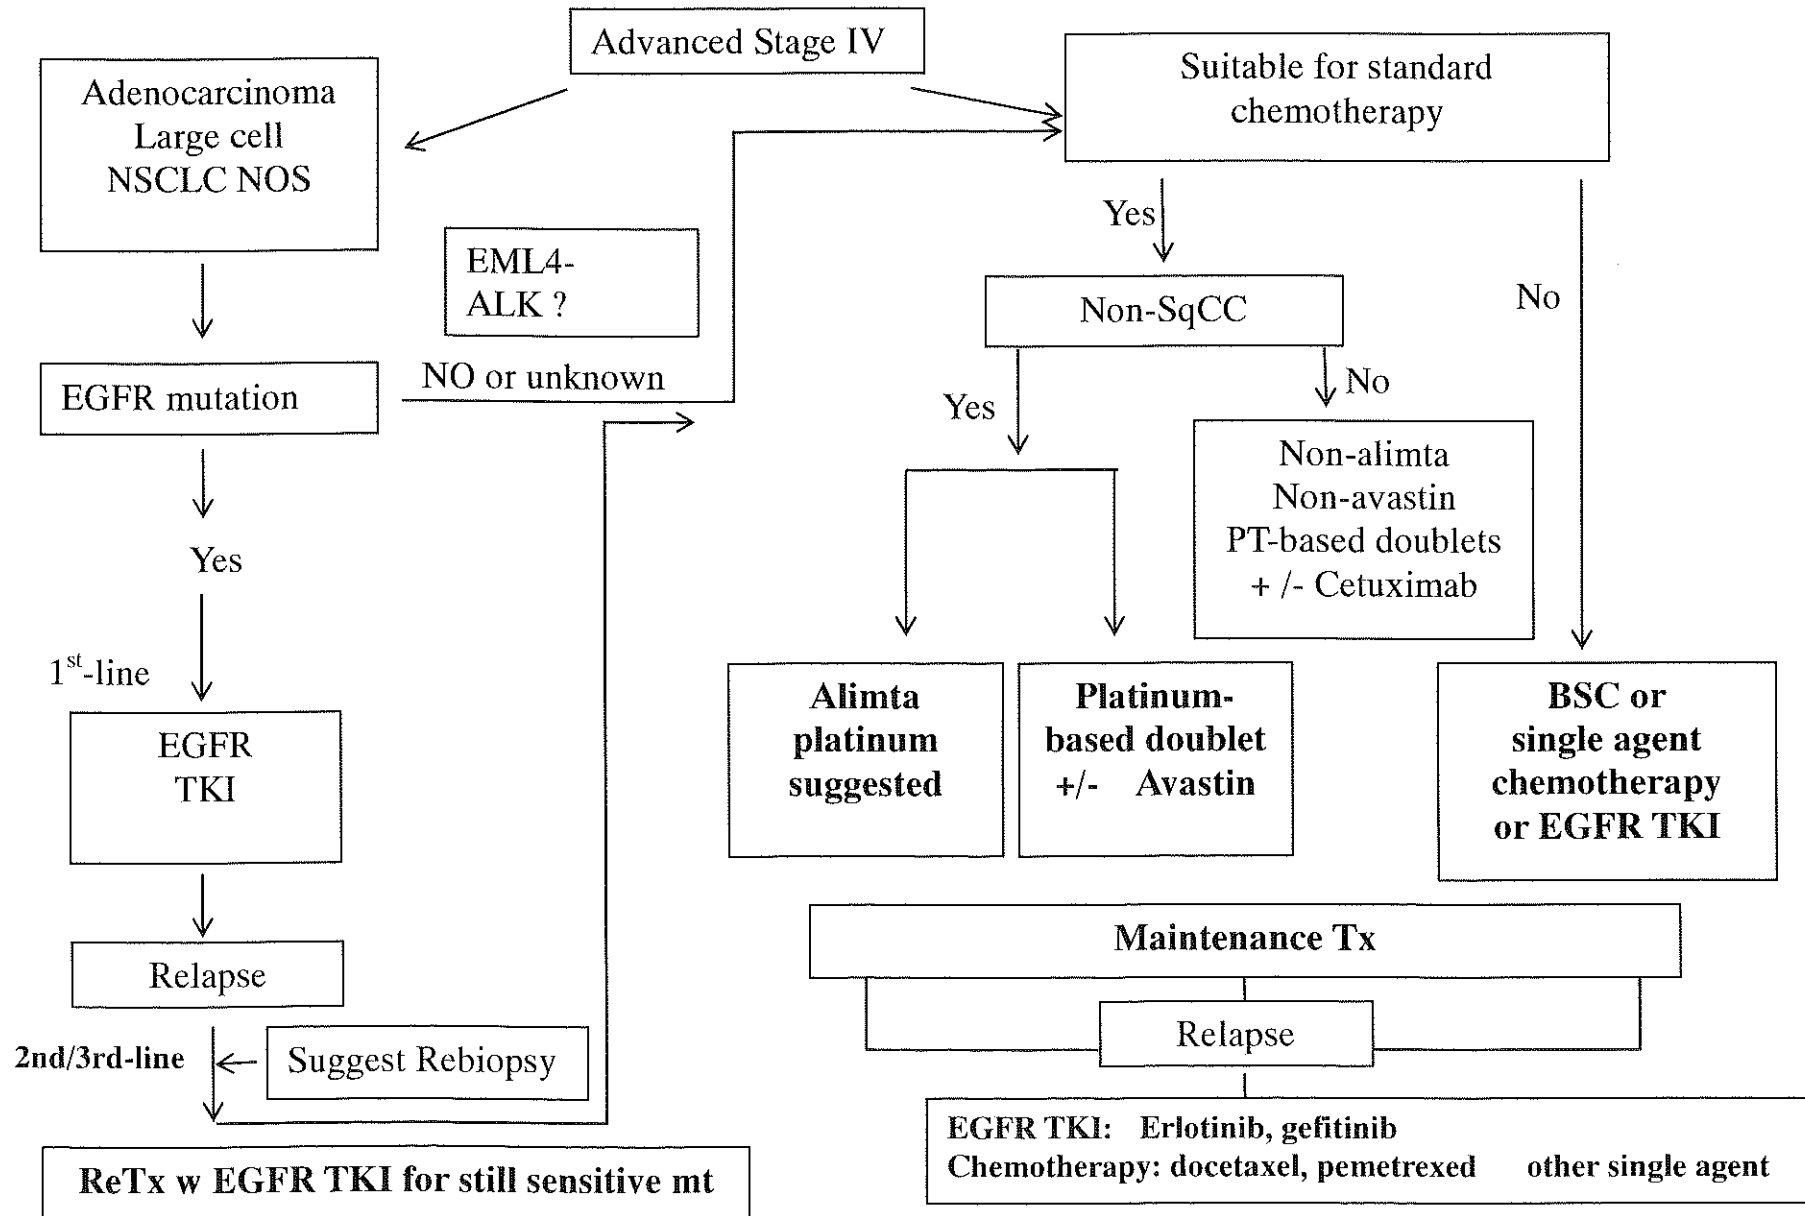 Advanced Stage IV
Adenocarcinoma
Large cell
NSCLC NOS
Suitable for standard
chemotherapy
EML4-
ALK ?
Yes
No
Non-SqCC
EGFR mutation
NO or unknown
Yes
No
Non-alimta
Non-avastin
PT-based doublets
+ /- Cetuximab
Yes
1st-line
EGFR
TKI
Alimta
platinum
suggested
Platinum-
based doublet
+/- Avastin
BSC or
single agent
chemotherapy
or EGFR TKI
Maintenance Tx
Relapse
Relapse
2nd/3rd-line
Suggest Rebiopsy
EGFR TKI: Erlotinib, gefitinib
Chemotherapy: docetaxel, pemetrexed other single agent
ReTx w EGFR TKI for still sensitive mt